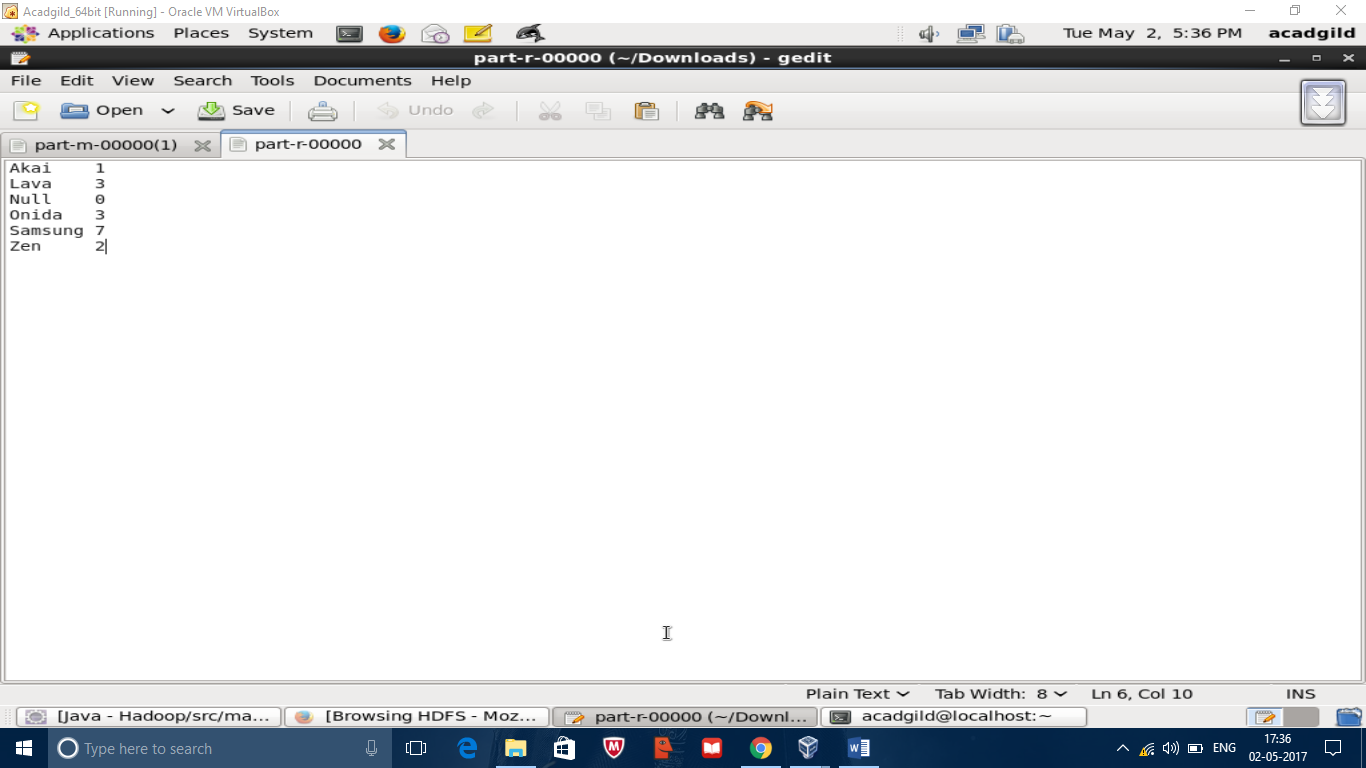 Acadgild_64bit [Running] - Oracle VM VirtualBox
Applications Places System Tue May 2, 5:36 PM acadgild
part-r-00000 (~/Downloads) - gedit
File Edit View Search Tools Documents Help
Open Save Undo
part-m-00000(1) part-r-00000
Akai 1
Lava 3
Null 0
Onida 3
Samsung 7
Zen 2
Plain Text Tab Width: 8 Ln 6, Col 10 INS
[Java - Hadoop/src/ma... [Browsing HDFS - Moz... part-r-00000 (~/Downl... acadgild@localhost:~
Type here to search ENG 17:36
02-05-2017